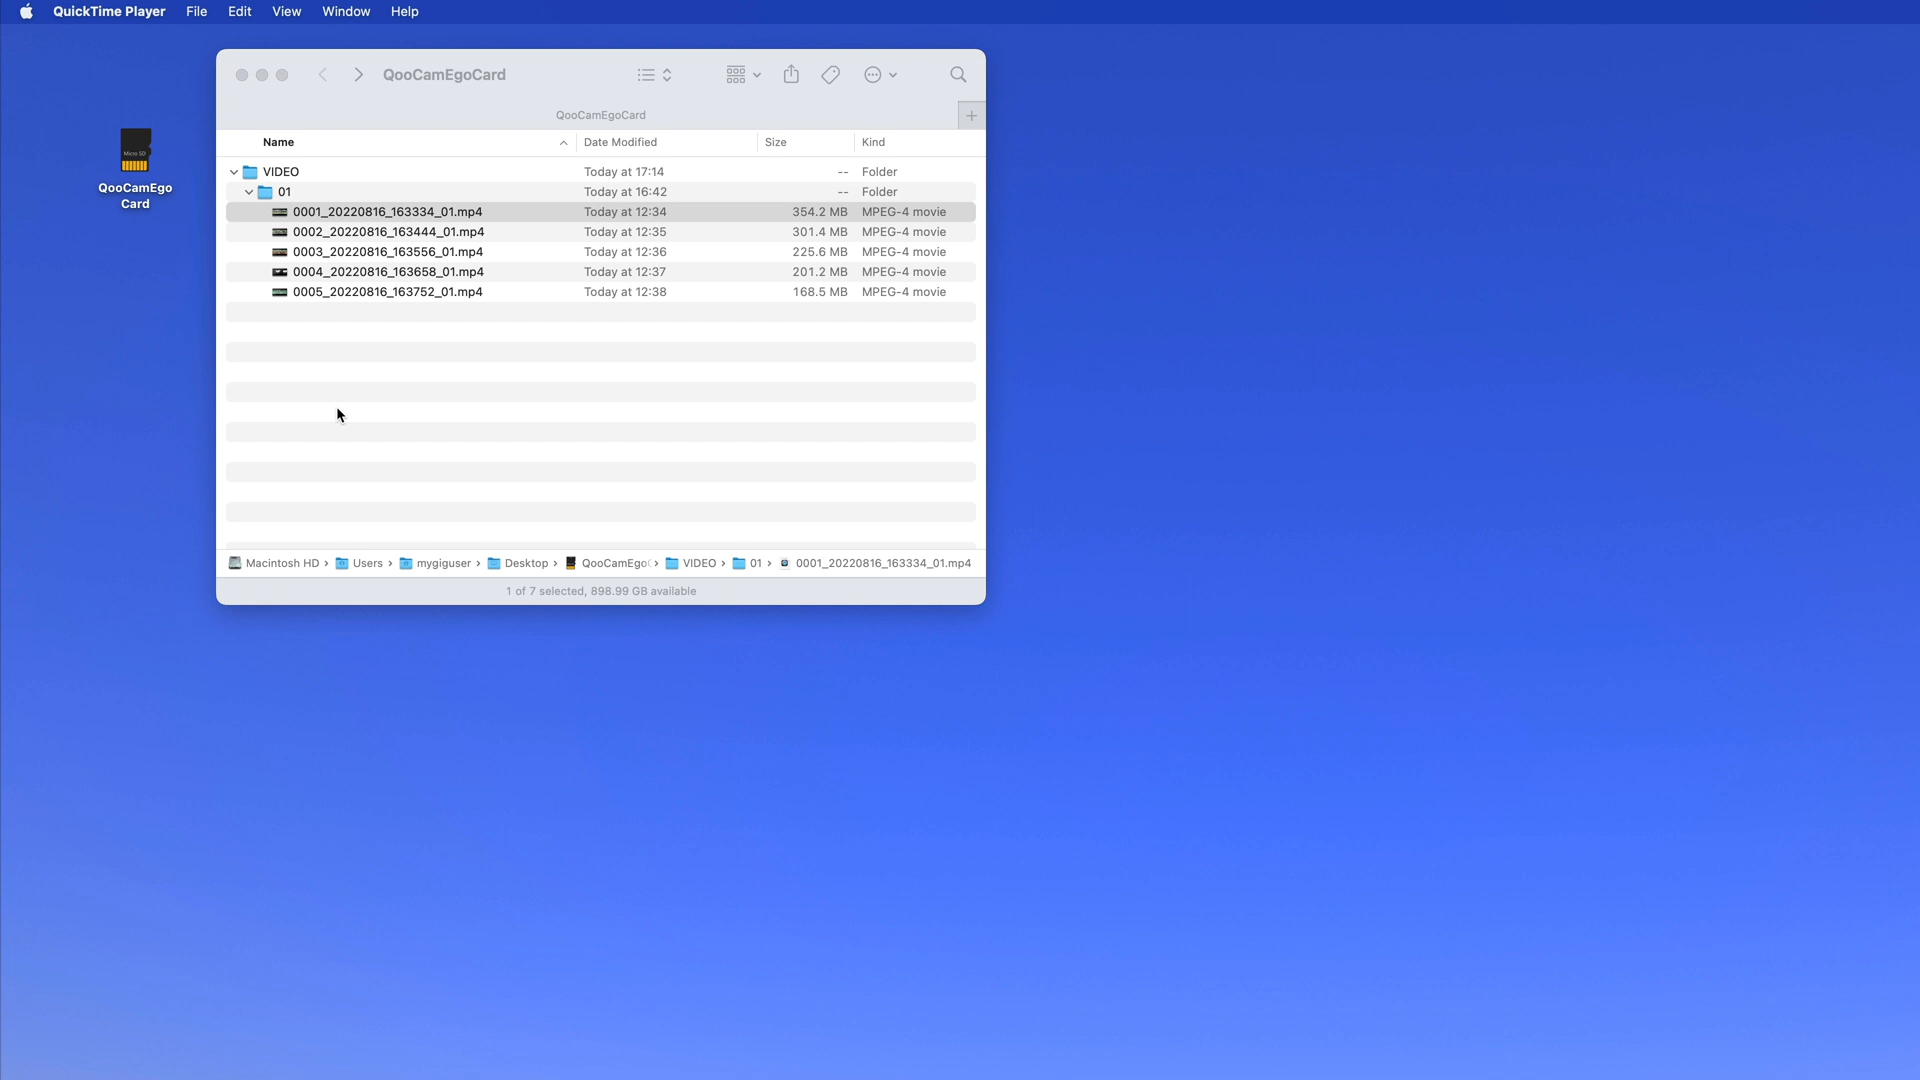 QuickTime Player File Edit View Window Help
QooCamEgoCard
QooCamEgoCard
Name Date Modified Size Kind
VIDEO Today at 17:14 -- Folder
01 Today at 16:42 -- Folder
0001_20220816_163334_01.mp4 Today at 12:34 354.2 MB MPEG-4 movie
0002_20220816_163444_01.mp4 Today at 12:35 301.4 MB MPEG-4 movie
0003_20220816_163556_01.mp4 Today at 12:36 225.6 MB MPEG-4 movie
0004_20220816_163658_01.mp4 Today at 12:37 201.2 MB MPEG-4 movie
0005_20220816_163752_01.mp4 Today at 12:38 168.5 MB MPEG-4 movie
Macintosh HD › Users › mygiguser › Desktop › QooCamEgo › VIDEO › 01 › 0001_20220816_163334_01.mp4
1 of 7 selected, 898.99 GB available
Micro SD
QooCamEgo
Card